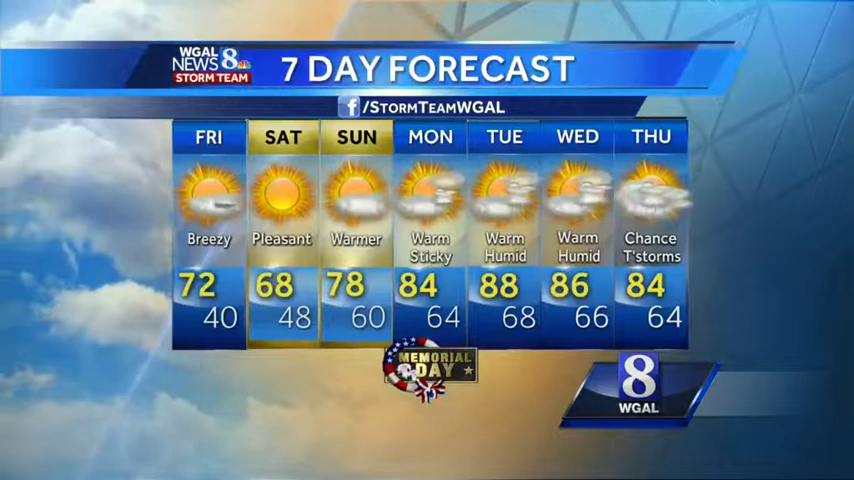 WGAL
NEWS 8
STORM TEAM
7 DAY FORECAST
f/STORMTEAMWGAL
FRI SAT SUN MON TUE WED THU
Breezy Pleasant Warmer Warm Sticky Warm Humid Warm Humid Chance T'storms
72 68 78 84 88 86 84
40 48 60 64 68 66 64
MEMORIAL
DAY
8
WGAL